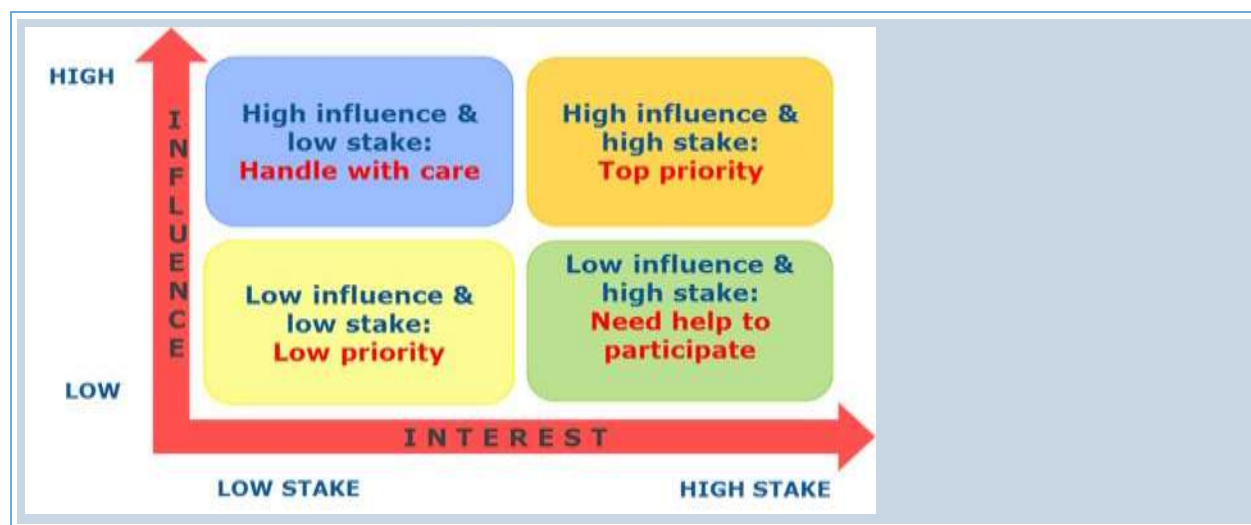 HIGH
INFLUENCE
High influence &
low stake:
Handle with care
High influence &
high stake:
Top priority
Low influence &
low stake:
Low priority
Low influence &
high stake:
Need help to
participate
LOW
INTEREST
LOW STAKE
HIGH STAKE